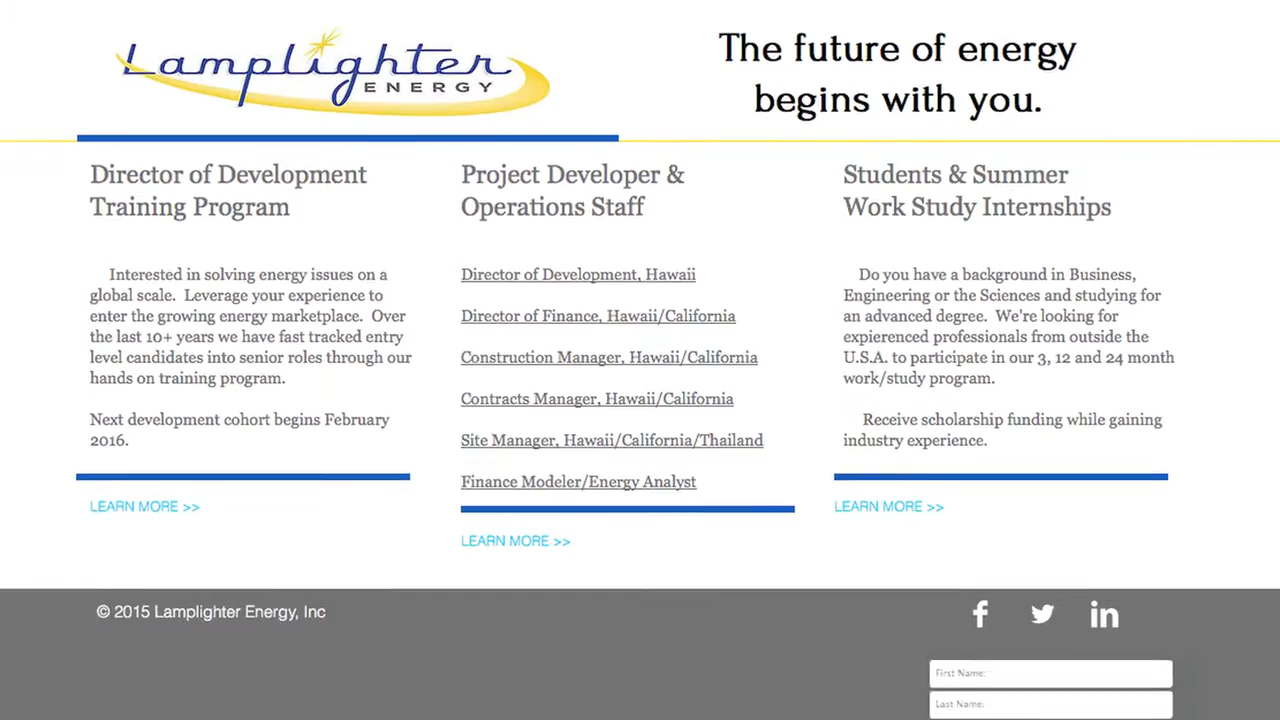 Lamplighter
ENERGY
The future of energy
begins with you.
Director of Development
Training Program
Interested in solving energy issues on a
global scale. Leverage your experience to
enter the growing energy marketplace. Over
the last 10+ years we have fast tracked entry
level candidates into senior roles through our
hands on training program.
Next development cohort begins February
2016.
LEARN MORE >>
Project Developer &
Operations Staff
Director of Development, Hawaii
Director of Finance, Hawaii/California
Construction Manager, Hawaii/California
Contracts Manager, Hawaii/California
Site Manager, Hawaii/California/Thailand
Finance Modeler/Energy Analyst
LEARN MORE >>
Students & Summer
Work Study Internships
Do you have a background in Business,
Engineering or the Sciences and studying for
an advanced degree. We're looking for
expierenced professionals from outside the
U.S.A. to participate in our 3, 12 and 24 month
work/study program.
Receive scholarship funding while gaining
industry experience.
LEARN MORE >>
© 2015 Lamplighter Energy, Inc
First Name:
Last Name: